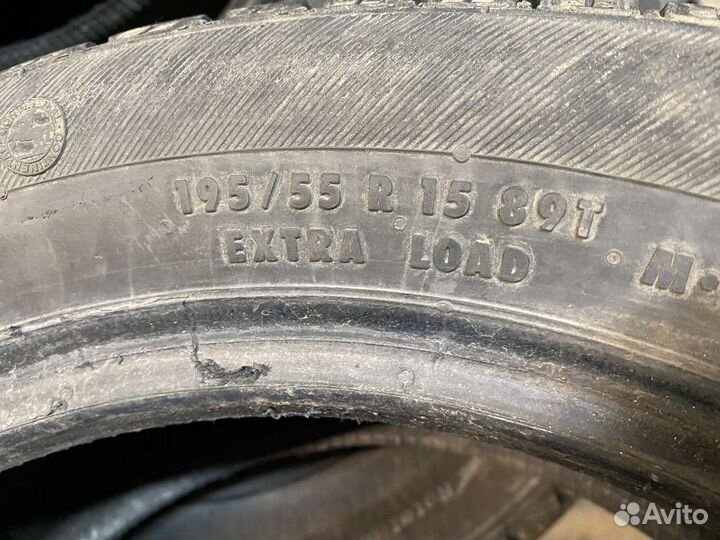 195/55 R 15 89T
EXTRA LOAD
M.
Avito